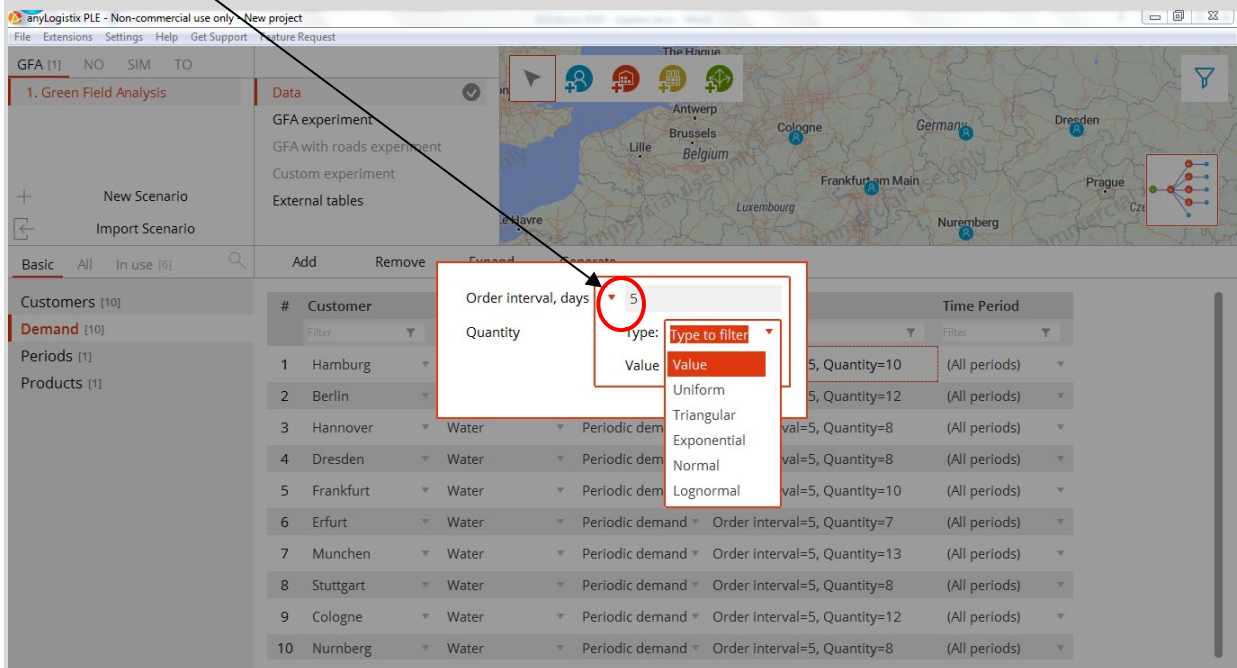 anyLogistix PLE - Non-commercial use only - New project
File Extensions Settings Help Get Support Feature Request
GFA [1] NO SIM TO
1. Green Field Analysis
New Scenario
Import Scenario
Data
GFA experiment
GFA with roads experiment
Custom experiment
External tables
The Hague
Antwerp
Brussels
Lille
Belgium
Cologne
Germany
Dresden
Frankfurt am Main
Prague
Luxembourg
Le Havre
Nuremberg
Basic All In use [6]
Add Remove Expand Generate
Customers [10]
Demand [10]
Periods [1]
Products [1]
# Customer Time Period
Filter Filter
Order interval, days 5
Quantity Type: Type to filter
Value Value
Uniform
Triangular
Exponential
Normal
Lognormal
1 Hamburg 5, Quantity=10 (All periods)
2 Berlin 5, Quantity=12 (All periods)
3 Hannover Water Periodic dem val=5, Quantity=8 (All periods)
4 Dresden Water Periodic dem val=5, Quantity=8 (All periods)
5 Frankfurt Water Periodic dem val=5, Quantity=10 (All periods)
6 Erfurt Water Periodic demand Order interval=5, Quantity=7 (All periods)
7 Munchen Water Periodic demand Order interval=5, Quantity=13 (All periods)
8 Stuttgart Water Periodic demand Order interval=5, Quantity=8 (All periods)
9 Cologne Water Periodic demand Order interval=5, Quantity=12 (All periods)
10 Nurnberg Water Periodic demand Order interval=5, Quantity=8 (All periods)